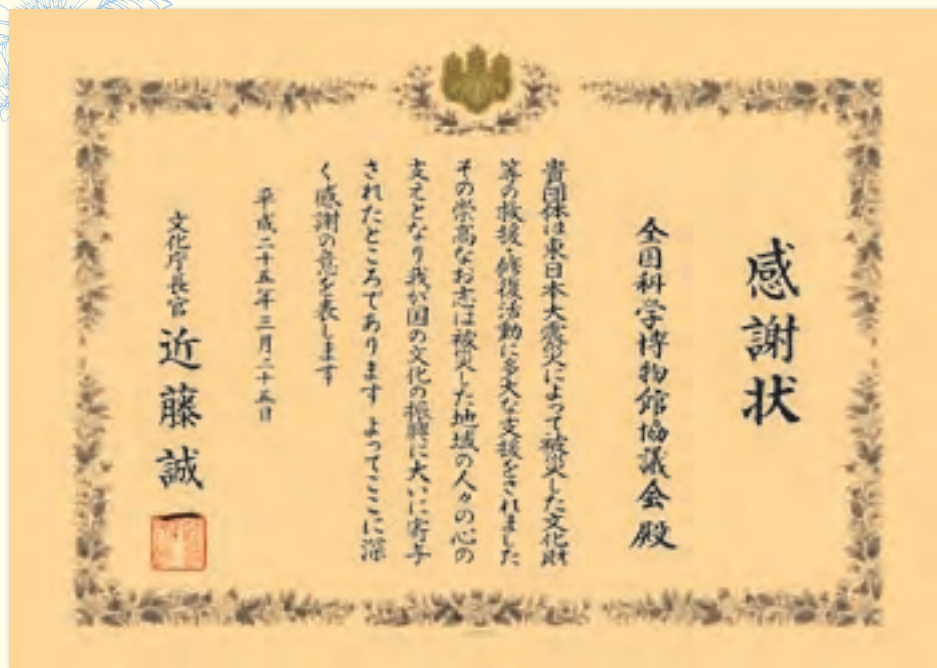 感謝状
全国科学博物館協議会 殿
貴団体は東日本大震災によって被災した文化財
等の救援・修復活動に多大な支援をされました
その崇高なお志は被災した地域の人々の心の
支えとなり我が国の文化の振興に大いに寄与
されたところであります よってここに深
く感謝の意を表します
平成二十五年三月二十五日
文化庁長官 近藤 誠一